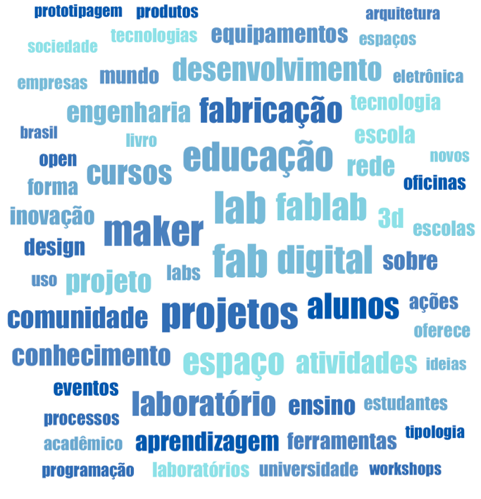 prototipagem produtos arquitetura
sociedade tecnologias equipamentos espaços
empresas mundo desenvolvimento eletrônica
engenharia fabricação tecnologia
brasil livro escola
open cursos educação rede novos
forma oficinas
inovação maker lab fablab 3d escolas
design fab digital sobre
uso projeto labs
comunidade projetos alunos ações
oferece
conhecimento espaço atividades ideias
eventos laboratório ensino estudantes
processos
acadêmico aprendizagem ferramentas tipologia
programação laboratórios universidade workshops